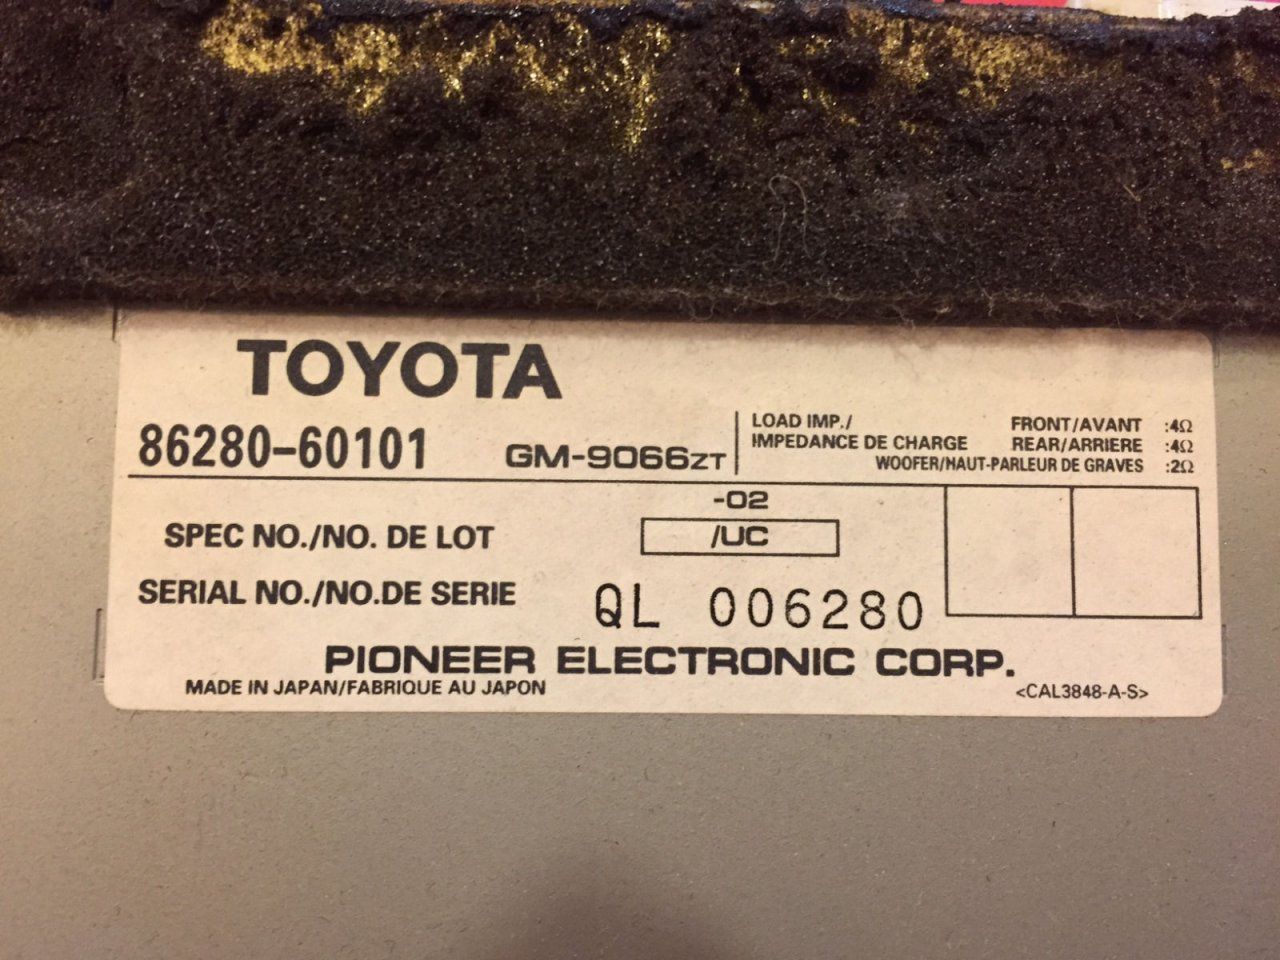 TOYOTA
86280-60101 GM-9066ZT
LOAD IMP./
IMPEDANCE DE CHARGE
FRONT/AVANT :4Ω
REAR/ARRIERE :4Ω
WOOFER/HAUT-PARLEUR DE GRAVES :2Ω
-02
SPEC NO./NO. DE LOT /UC
SERIAL NO./NO.DE SERIE QL 006280
PIONEER ELECTRONIC CORP.
MADE IN JAPAN/FABRIQUE AU JAPON <CAL3848-A-S>